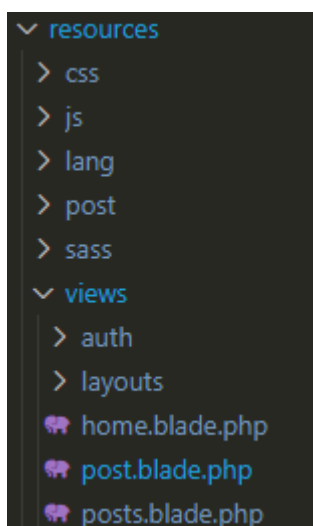 resources
css
js
lang
post
sass
views
auth
layouts
home.blade.php
post.blade.php
posts.blade.php